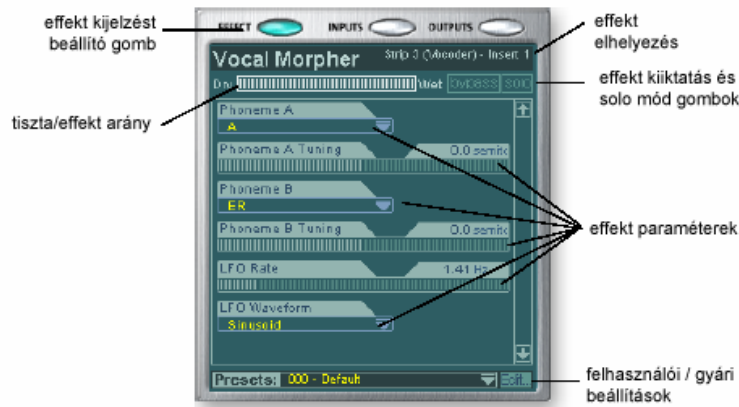 effekt kijelzést
beállító gomb
EFFECT INPUTS OUTPUTS
effekt
elhelyezés
Vocal Morpher Strip 3 (Vocoder) - Insert 1
Dry Wet bypass solo
effekt kiiktatás és
solo mód gombok
tiszta/effekt arány
Phoneme A
A
Phoneme A Tuning 0.0 semito
Phoneme B
ER
Phoneme B Tuning 0.0 semito
effekt paraméterek
LFO Rate 1.41 Hz
LFO Waveform
Sinusoid
Presets: 000 - Default Edit..
felhasználói / gyári
beállítások